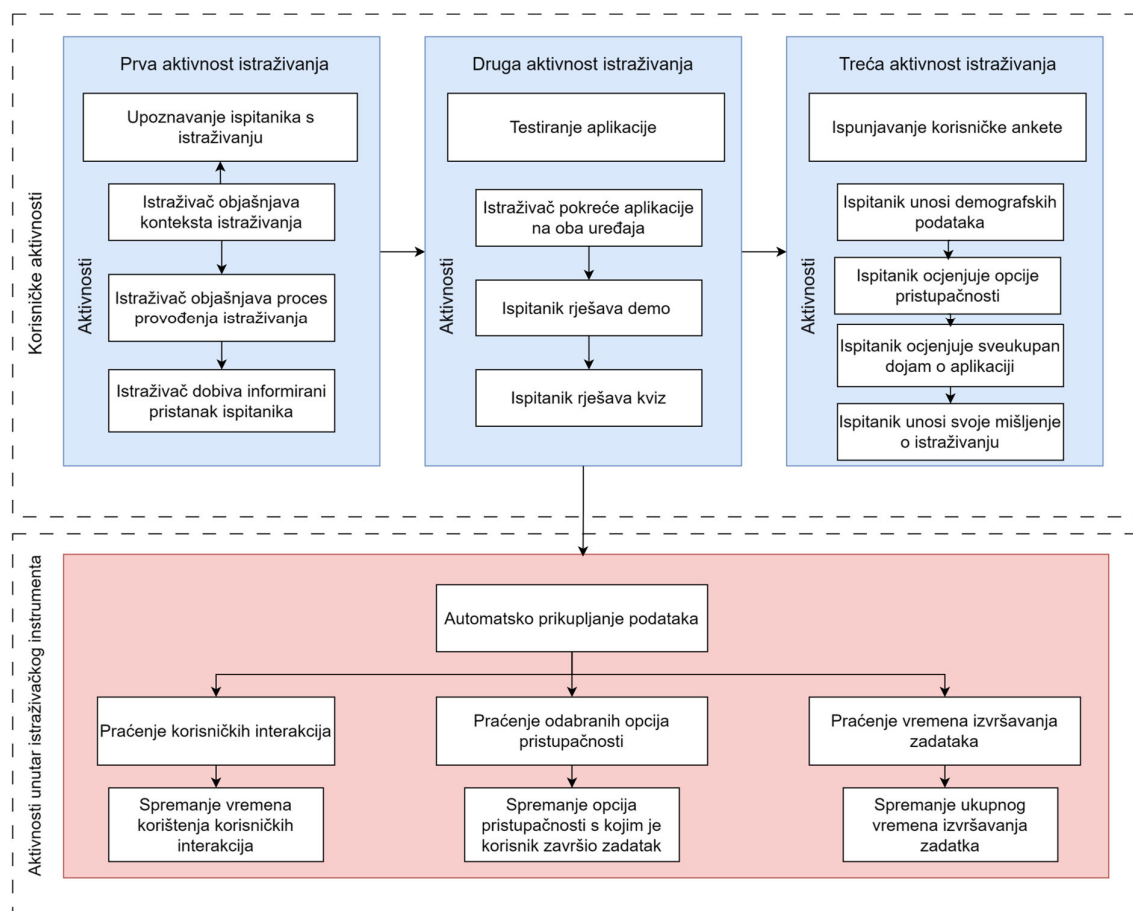 Korisničke aktivnosti
Prva aktivnost istraživanja
Upoznavanje ispitanika s
istraživanju
Aktivnosti
Istraživač objašnjava
konteksta istraživanja
Istraživač objašnjava proces
provođenja istraživanja
Istraživač dobiva informirani
pristanak ispitanika
Druga aktivnost istraživanja
Testiranje aplikacije
Aktivnosti
Istraživač pokreće aplikacije
na oba uređaja
Ispitanik rješava demo
Ispitanik rješava kviz
Treća aktivnost istraživanja
Ispunjavanje korisničke ankete
Aktivnosti
Ispitanik unosi demografskih
podataka
Ispitanik ocjenjuje opcije
pristupačnosti
Ispitanik ocjenjuje sveukupan
dojam o aplikaciji
Ispitanik unosi svoje mišljenje
o istraživanju
Aktivnosti unutar istraživačkog instrumenta
Automatsko prikupljanje podataka
Praćenje korisničkih interakcija
Praćenje odabranih opcija
pristupačnosti
Praćenje vremena izvršavanja
zadataka
Spremanje vremena
korištenja korisničkih
interakcija
Spremanje opcija
pristupačnosti s kojim je
korisnik završio zadatak
Spremanje ukupnog
vremena izvršavanja
zadatka